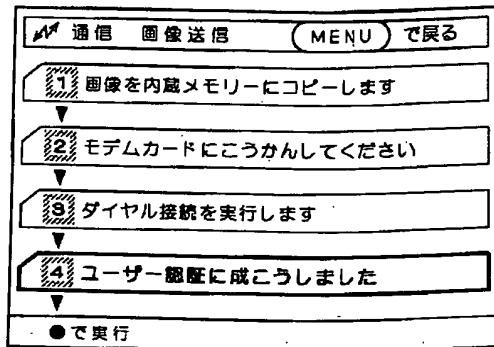 通信 画像送信 MENU で戻る
1 画像を内蔵メモリーにコピーします
2 モデムカードにこうかんしてください
3 ダイヤル接続を実行します
4 ユーザー認証に成こうしました
●で実行